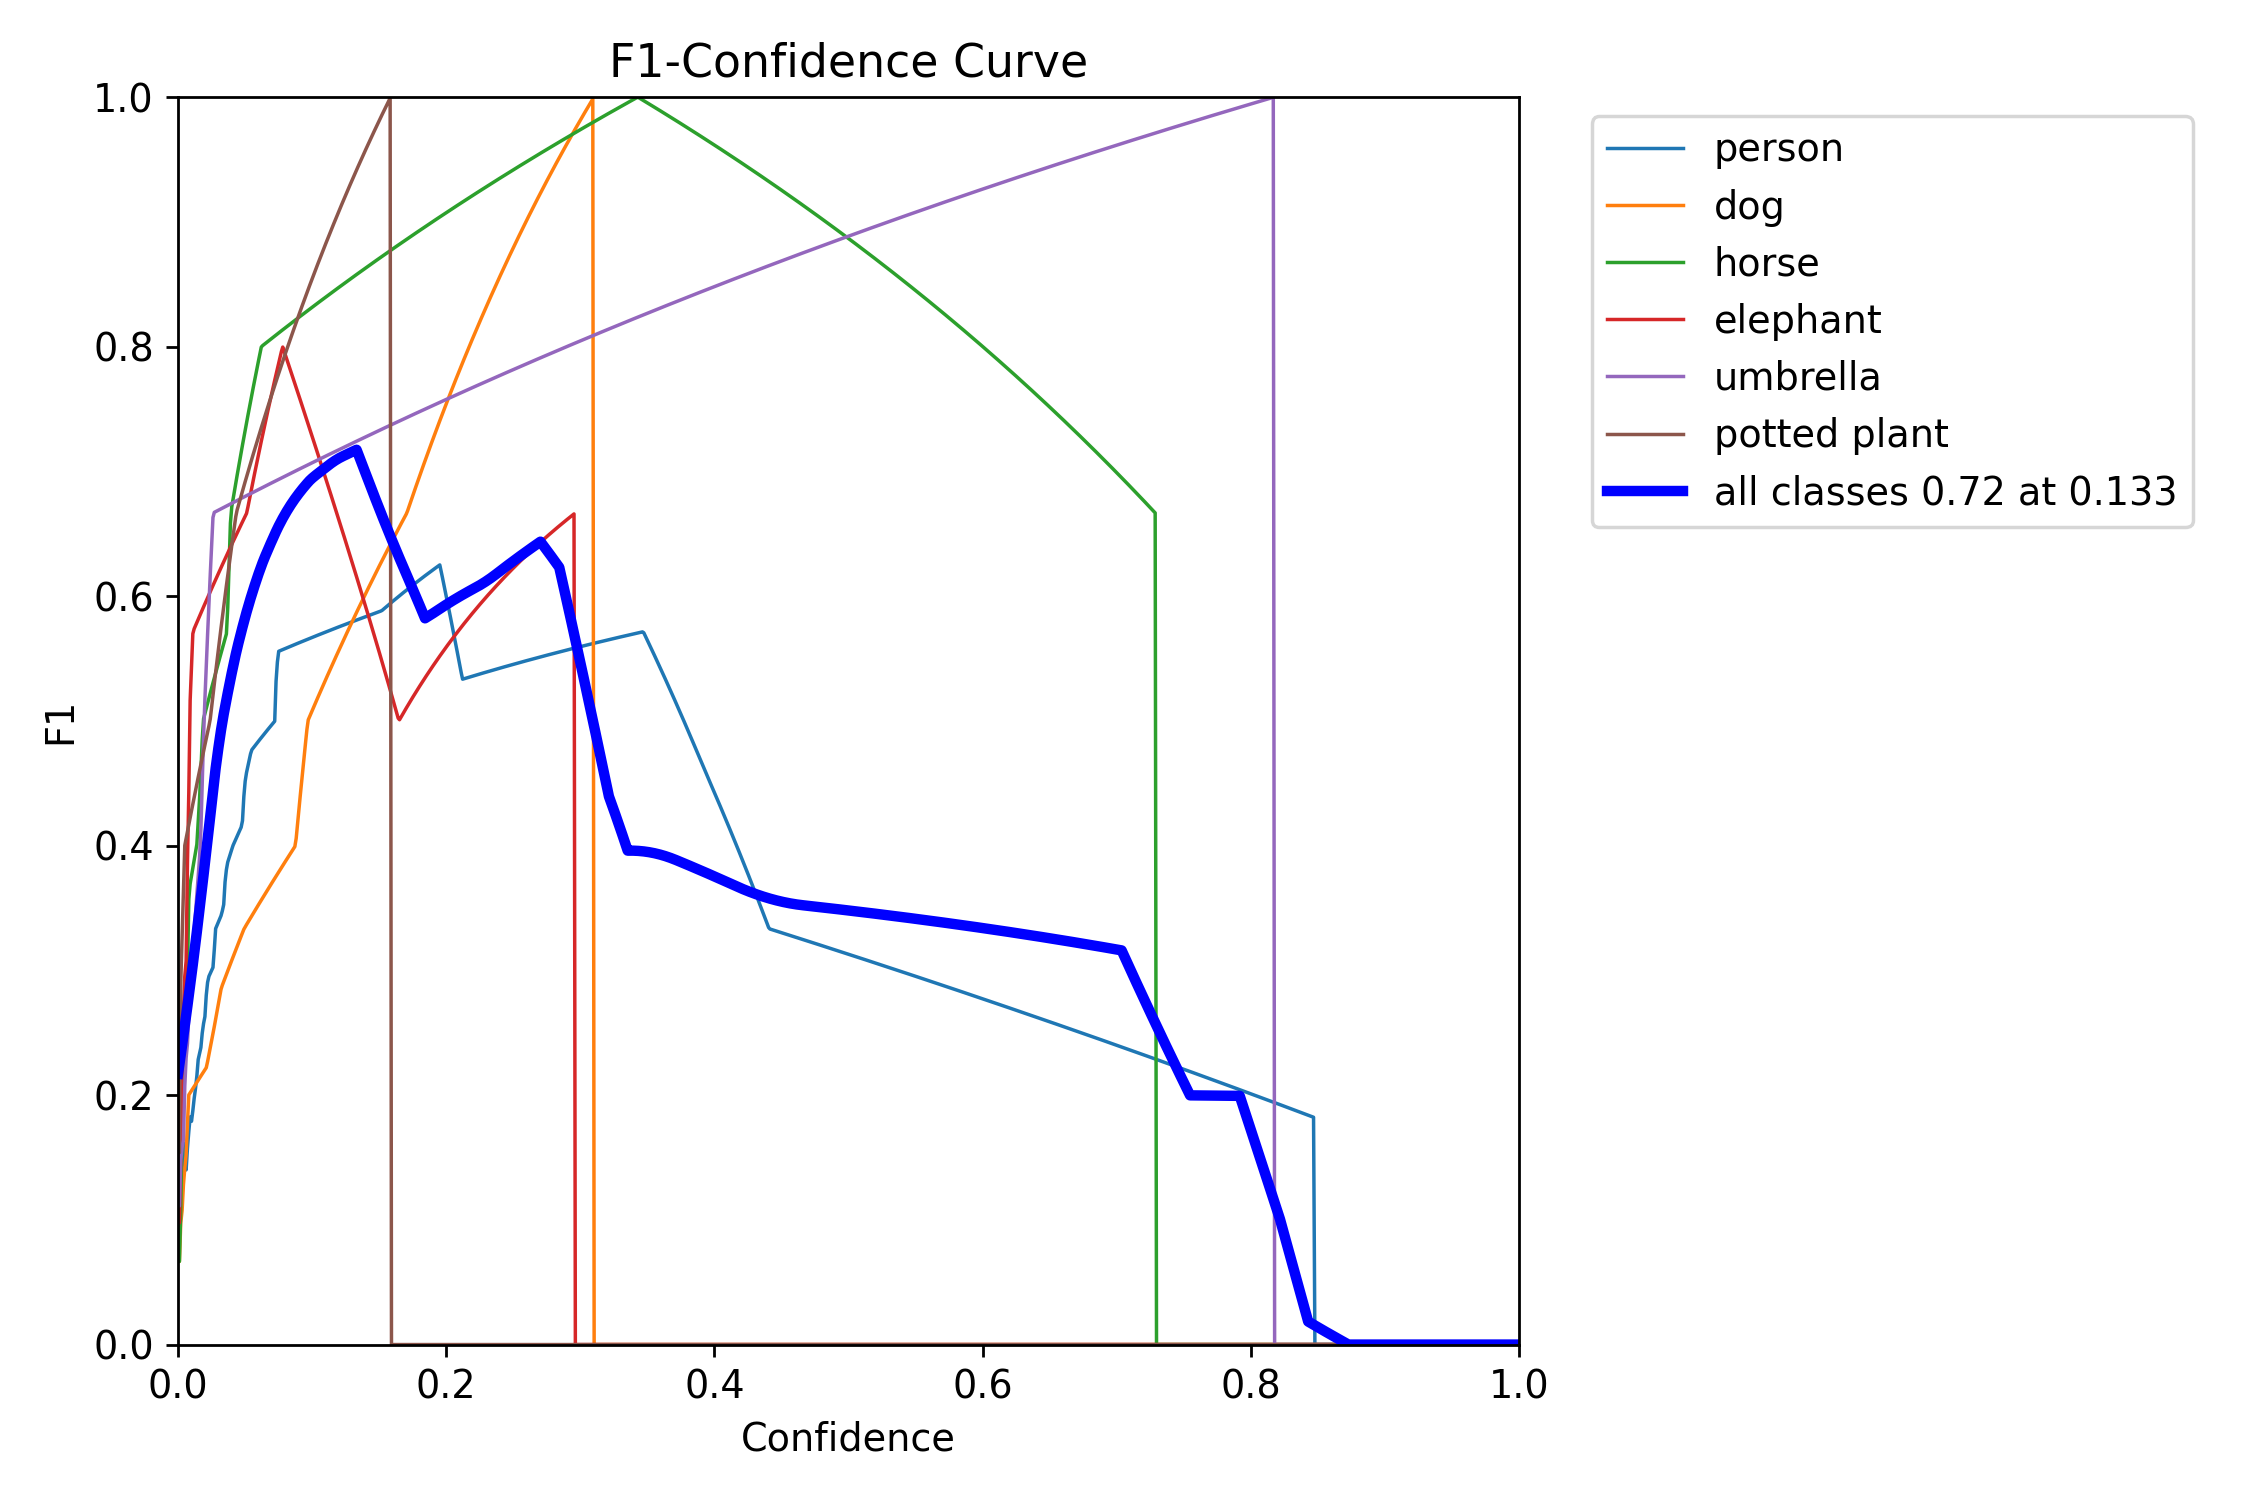 F1-Confidence Curve
1.0
0.8
0.6
0.4
0.2
0.0
F1
0.0 0.2 0.4 0.6 0.8 1.0
Confidence
person
dog
horse
elephant
umbrella
potted plant
all classes 0.72 at 0.133